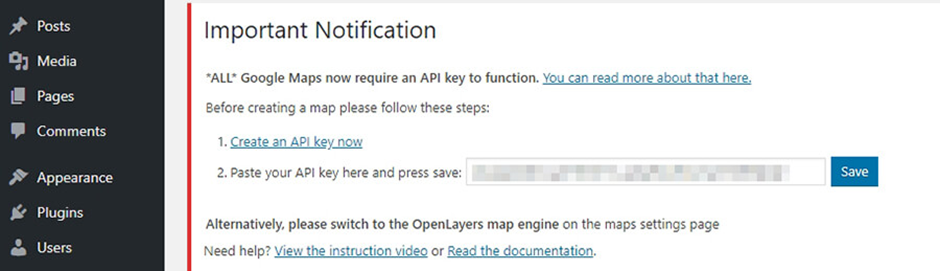 Posts
Media
Pages
Comments
Appearance
Plugins
Users
Important Notification
*ALL* Google Maps now require an API key to function. You can read more about that here.
Before creating a map please follow these steps:
1. Create an API key now
2. Paste your API key here and press save: Save
Alternatively, please switch to the OpenLayers map engine on the maps settings page
Need help? View the instruction video or Read the documentation.